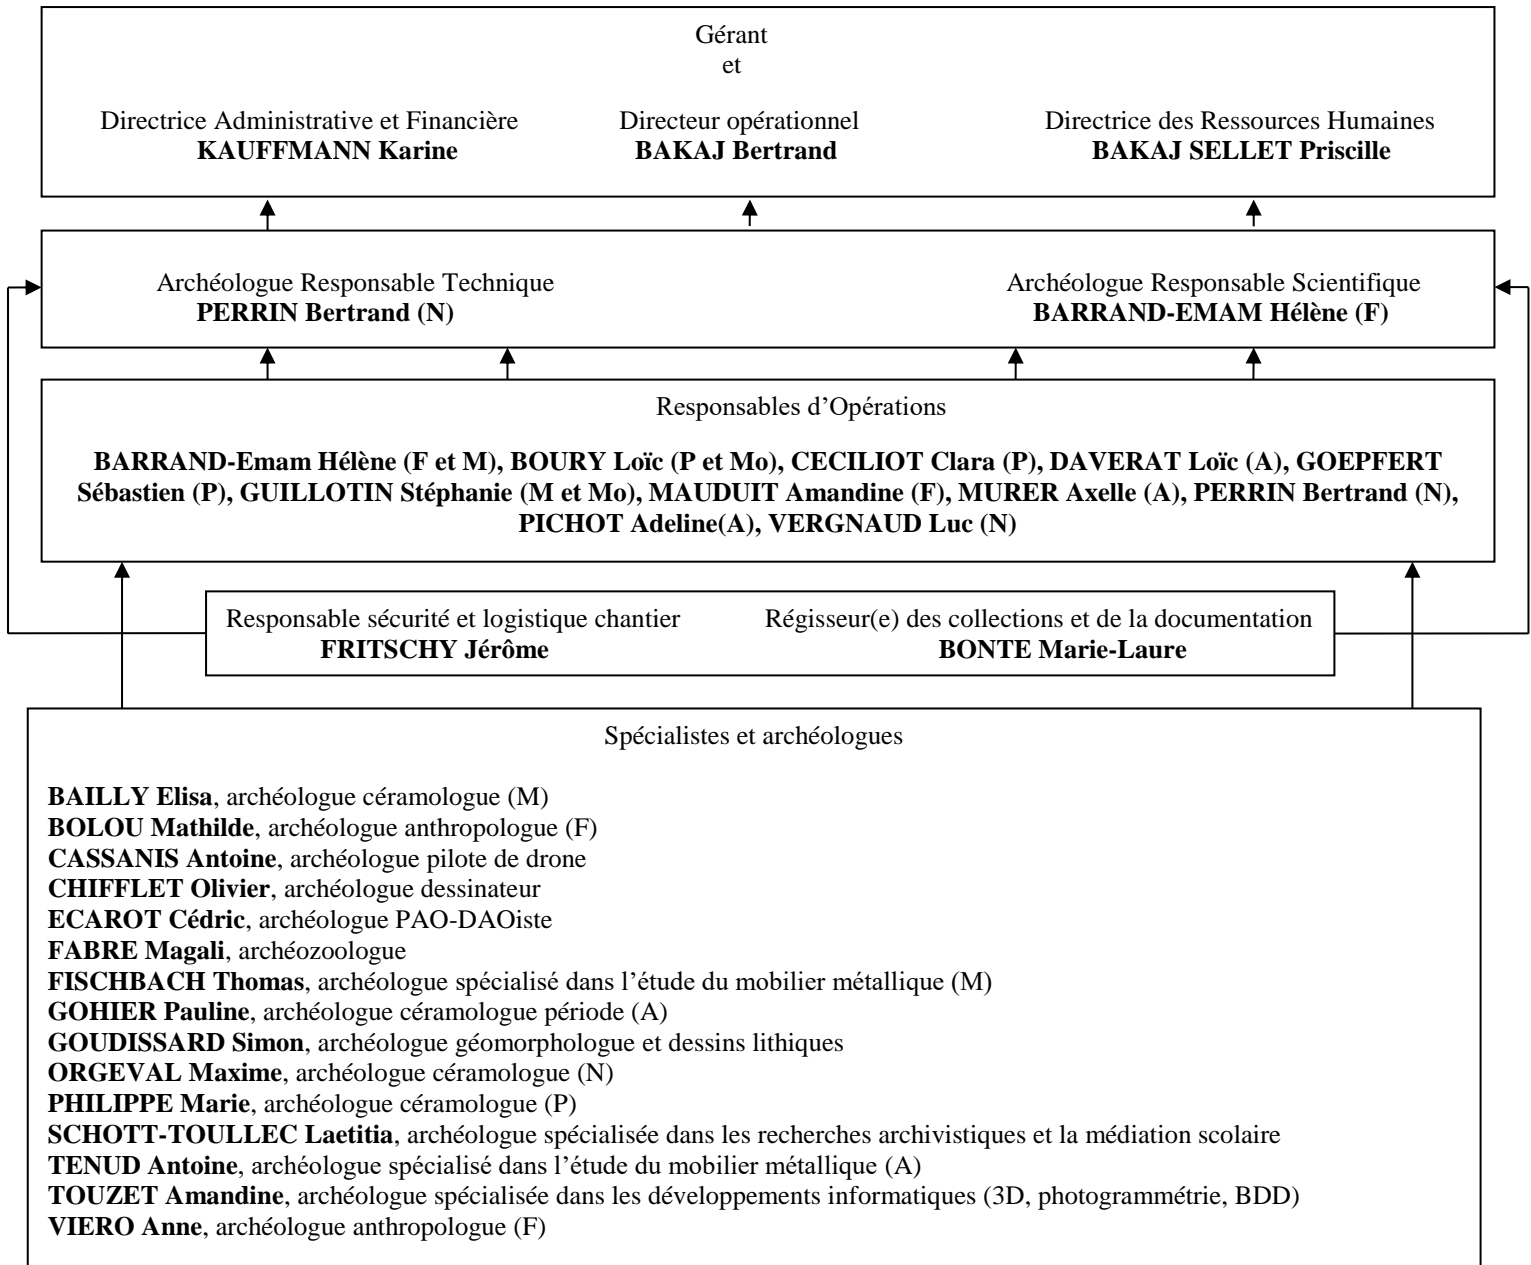 Gérant
et
Directrice Administrative et Financière
KAUFFMANN Karine
Directeur opérationnel
BAKAJ Bertrand
Directrice des Ressources Humaines
BAKAJ SELLET Priscille
Archéologue Responsable Technique
PERRIN Bertrand (N)
Archéologue Responsable Scientifique
BARRAND-EMAM Hélène (F)
Responsables d’Opérations
BARRAND-Emam Hélène (F et M), BOURY Loïc (P et Mo), CECILIOT Clara (P), DAVERAT Loïc (A), GOEPFERT
Sébastien (P), GUILLOTIN Stéphanie (M et Mo), MAUDUIT Amandine (F), MURER Axelle (A), PERRIN Bertrand (N),
PICHOT Adeline(A), VERGNAUD Luc (N)
Responsable sécurité et logistique chantier
FRITSCHY Jérôme
Régisseur(e) des collections et de la documentation
BONTE Marie-Laure
Spécialistes et archéologues
BAILLY Elisa, archéologue céramologue (M)
BOLOU Mathilde, archéologue anthropologue (F)
CASSANIS Antoine, archéologue pilote de drone
CHIFFLET Olivier, archéologue dessinateur
ECAROT Cédric, archéologue PAO-DAOiste
FABRE Magali, archéozoologue
FISCHBACH Thomas, archéologue spécialisé dans l’étude du mobilier métallique (M)
GOHIER Pauline, archéologue céramologue période (A)
GOUDISSARD Simon, archéologue géomorphologue et dessins lithiques
ORGEVAL Maxime, archéologue céramologue (N)
PHILIPPE Marie, archéologue céramologue (P)
SCHOTT-TOULLEC Laetitia, archéologue spécialisée dans les recherches archivistiques et la médiation scolaire
TENUD Antoine, archéologue spécialisé dans l’étude du mobilier métallique (A)
TOUZET Amandine, archéologue spécialisée dans les développements informatiques (3D, photogrammétrie, BDD)
VIERO Anne, archéologue anthropologue (F)